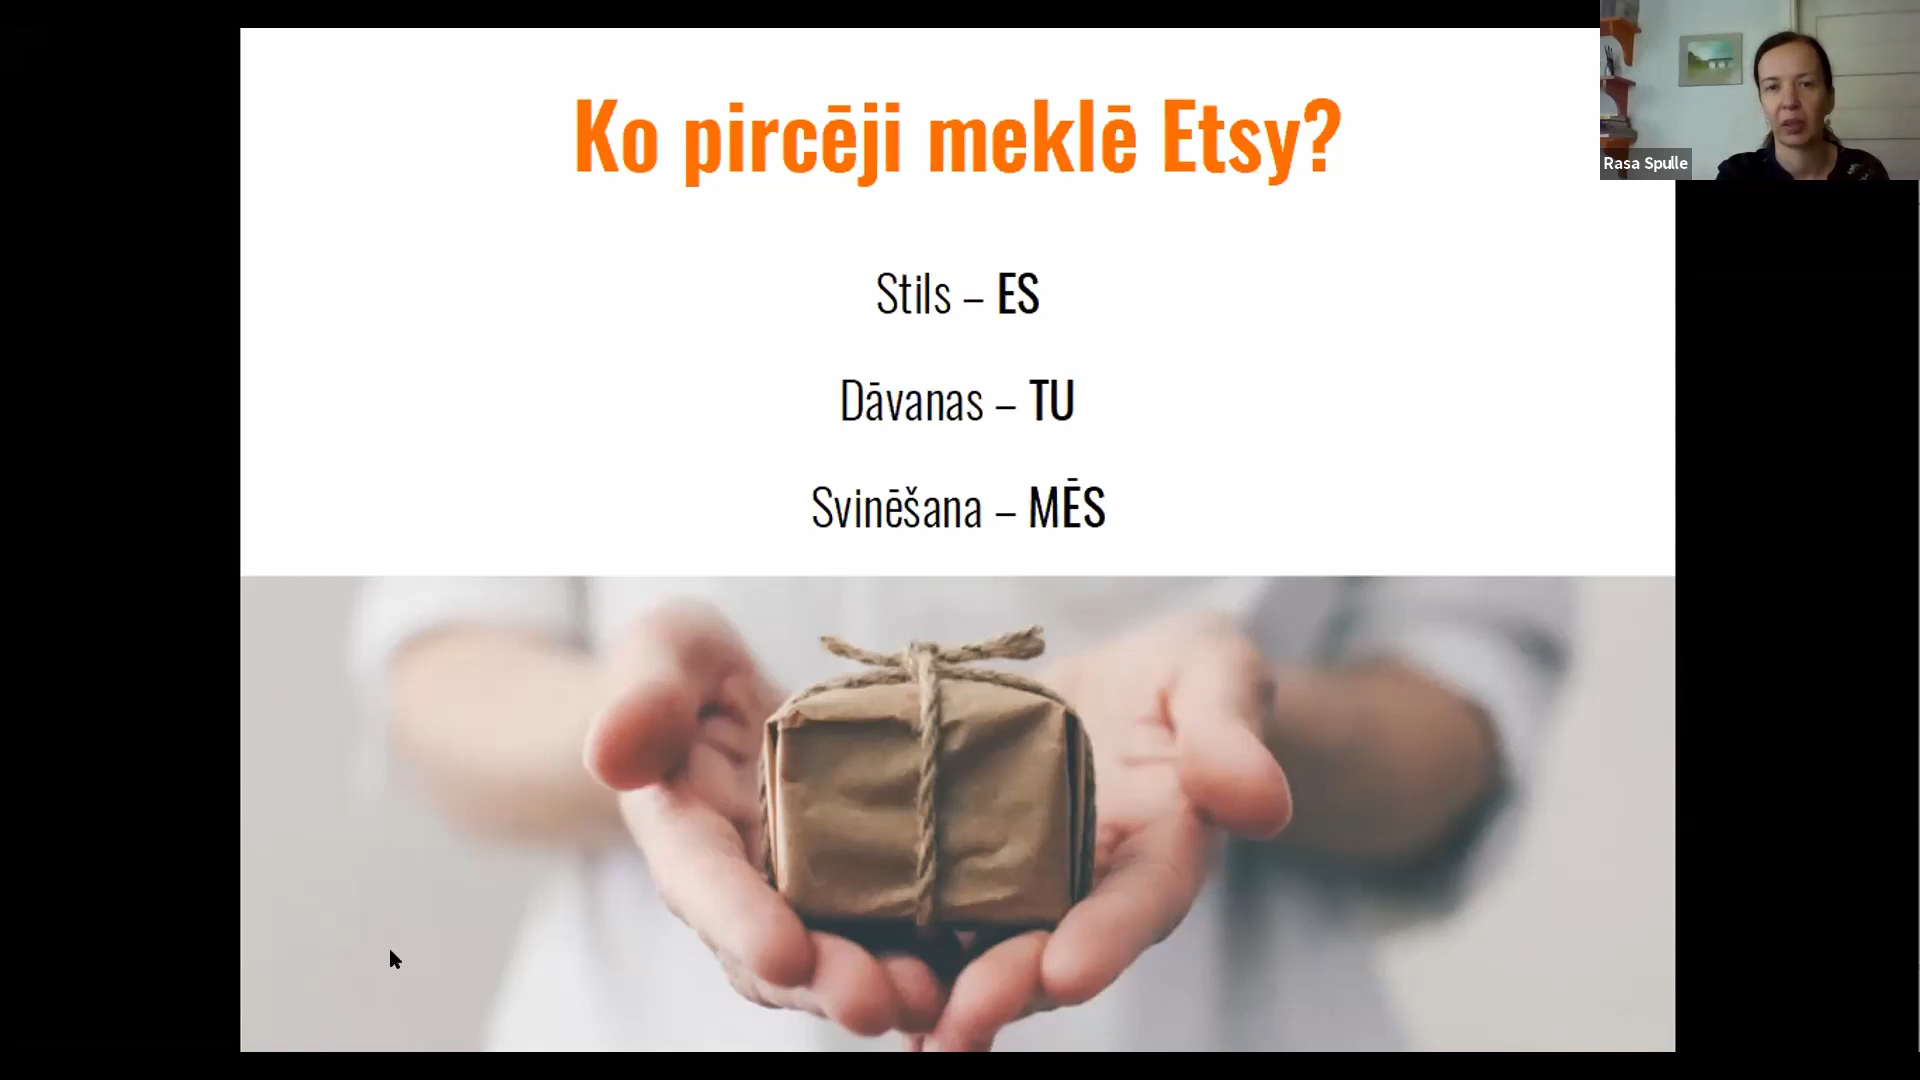 Ko pircēji meklē Etsy?
Stils – ES
Dāvanas – TU
Svinēšana – MĒS
Rasa Spulle